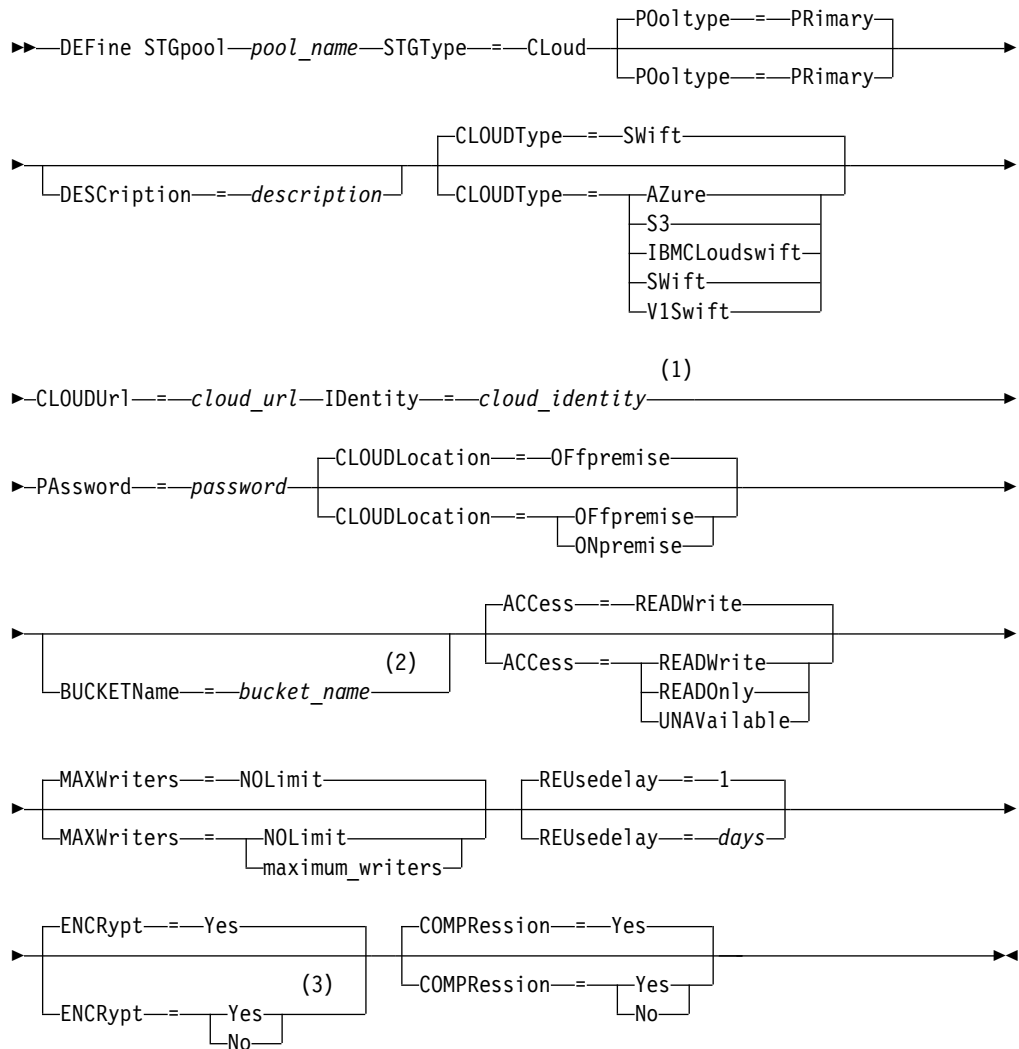 POoltype = PRimary
DEFine STGpool pool_name STGType = CLoud
POoltype = PRimary
CLOUDType = SWift
DESCription = description
CLOUDType = AZure
S3
IBMCLoudswift
SWift
V1Swift
(1)
CLOUDUrl = cloud_url IDentity = cloud_identity
CLOUDLocation = OFfpremise
PAssword = password
CLOUDLocation = OFfpremise
ONpremise
ACCess = READWrite
(2)
BUCKETName = bucket_name
ACCess = READWrite
READOnly
UNAVailable
MAXWriters = NOLimit REUsedelay = 1
MAXWriters = NOLimit REUsedelay = days
maximum_writers
ENCRypt = Yes COMPRession = Yes
(3)
ENCRypt = Yes
No
COMPRession = Yes
No